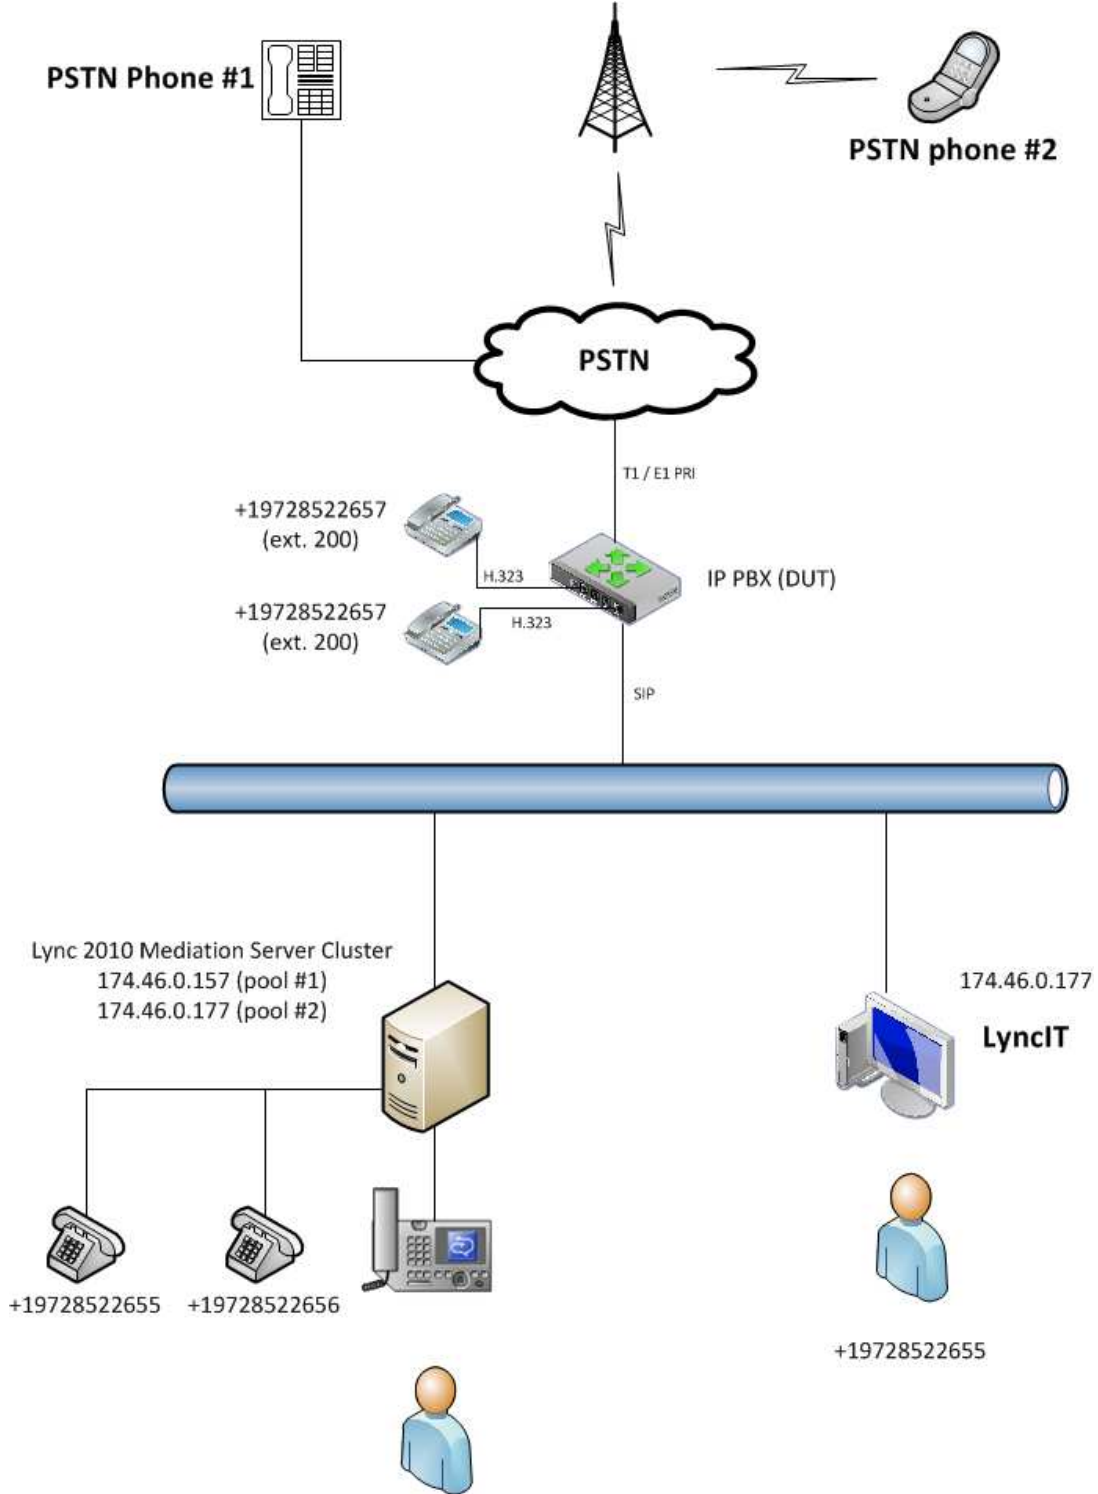 PSTN Phone #1
PSTN phone #2
PSTN
T1 / E1 PRI
+19728522657
(ext. 200)
H.323
IP PBX (DUT)
+19728522657
(ext. 200)
H.323
SIP
Lync 2010 Mediation Server Cluster
174.46.0.157 (pool #1)
174.46.0.177 (pool #2)
174.46.0.177
LyncIT
+19728522655
+19728522656
+19728522655